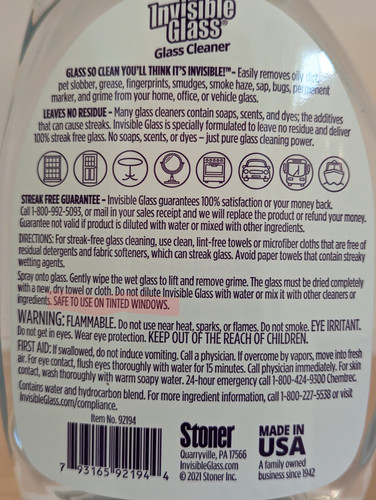 Invisible
Glass®
Glass Cleaner
GLASS SO CLEAN YOU'LL THINK IT'S INVISIBLE!™ - Easily removes oily dirt,
pet slobber, grease, fingerprints, smudges, smoke haze, sap, bugs, permanent
marker, and grime from your home, office, or vehicle glass.
LEAVES NO RESIDUE - Many glass cleaners contain soaps, scents, and dyes; the additives
that can cause streaks. Invisible Glass is specially formulated to leave no residue and deliver
100% streak free glass. No soaps, scents, or dyes – just pure glass cleaning power.
STREAK FREE GUARANTEE - Invisible Glass guarantees 100% satisfaction or your money back.
Call 1-800-992-5093, or mail in your sales receipt and we will replace the product or refund your money.
Guarantee not valid if product is diluted with water or mixed with other ingredients.
DIRECTIONS: For streak-free glass cleaning, use clean, lint-free towels or microfiber cloths that are free of
residual detergents and fabric softeners, which can streak glass. Avoid paper towels that contain streaky
wetting agents.
Spray onto glass. Gently wipe the wet glass to lift and remove grime. The glass must be dried completely
with a new, dry towel or cloth. Do not dilute Invisible Glass with water or mix it with other cleaners or
ingredients. SAFE TO USE ON TINTED WINDOWS.
WARNING: FLAMMABLE. Do not use near heat, sparks, or flames. Do not smoke. EYE IRRITANT.
Do not get in eyes. Wear eye protection. KEEP OUT OF THE REACH OF CHILDREN.
FIRST AID: If swallowed, do not induce vomiting. Call a physician. If overcome by vapors, move into fresh
air. For eye contact, flush eyes thoroughly with water for 15 minutes. Call physician immediately. For skin
contact, wash thoroughly with warm soapy water. 24-hour emergency call 1-800-424-9300 Chemtrec.
Contains water and hydrocarbon blend. For more ingredient information, call 1-800-227-5538 or visit
InvisibleGlass.com/compliance.
Item No. 92194
7 93165 92194 4
Stoner
Quarryville, PA 17566
InvisibleGlass.com
© 2021 Stoner Inc.
MADE IN
USA
A family owned
business since 1942